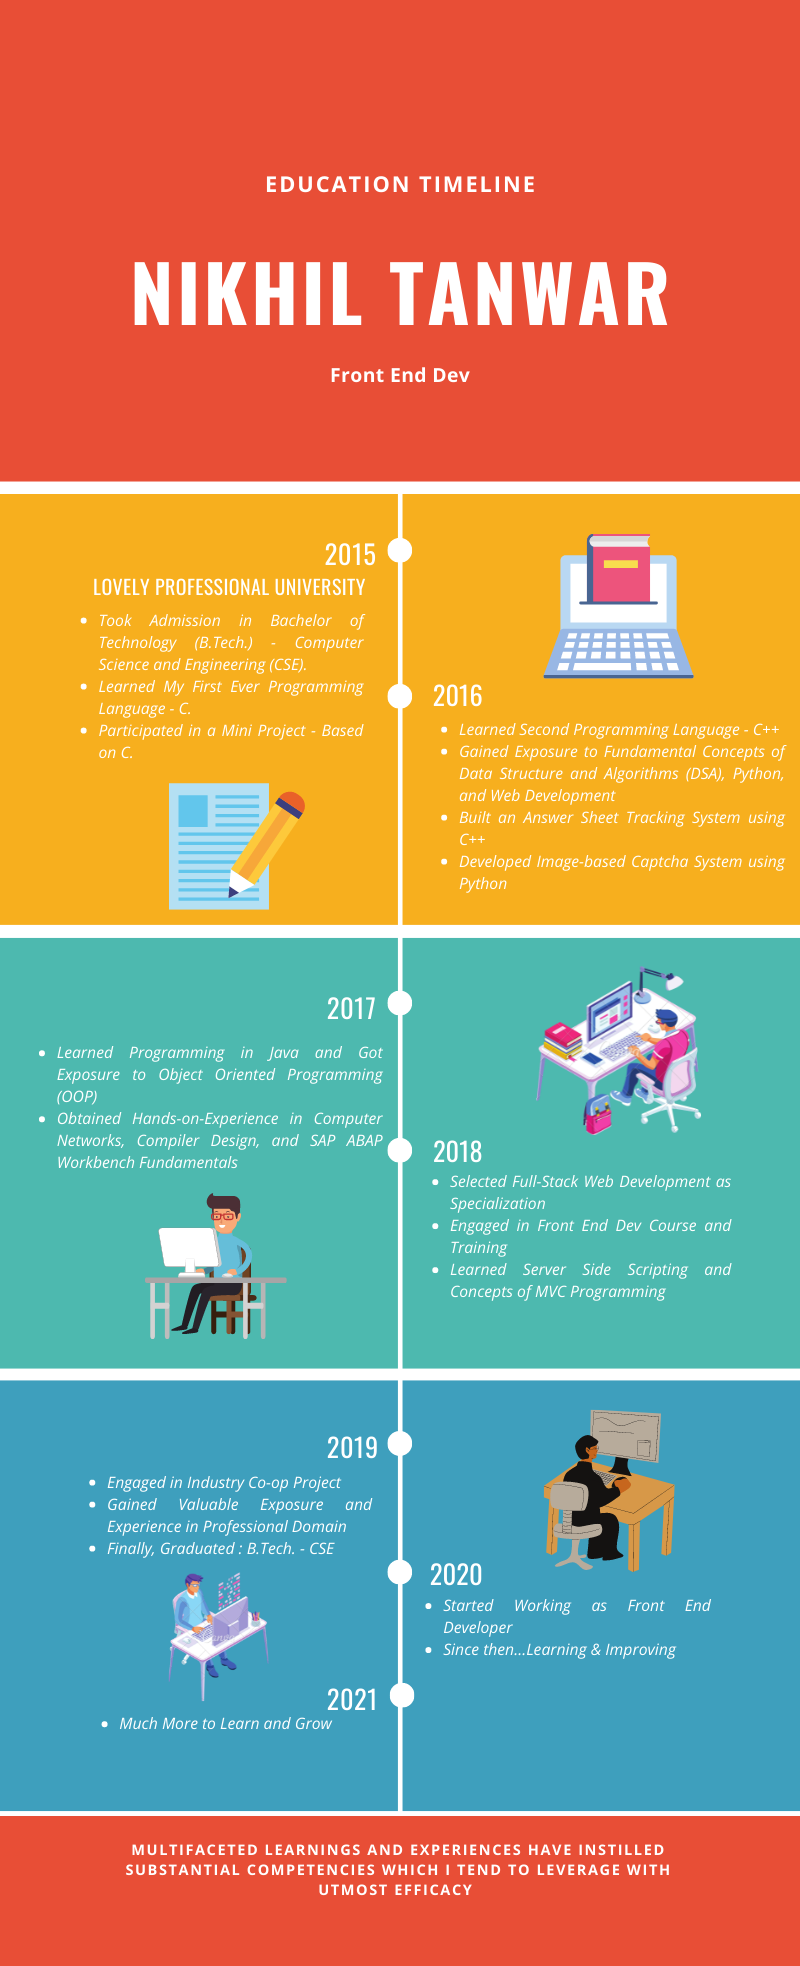 EDUCATION TIMELINE
NIKHIL TANWAR
Front End Dev
2015
LOVELY PROFESSIONAL UNIVERSITY
• Took Admission in Bachelor of
Technology (B.Tech.) - Computer
Science and Engineering (CSE).
• Learned My First Ever Programming
Language - C.
• Participated in a Mini Project - Based
on C.
2016
• Learned Second Programming Language - C++
• Gained Exposure to Fundamental Concepts of
Data Structure and Algorithms (DSA), Python,
and Web Development
• Built an Answer Sheet Tracking System using
C++
• Developed Image-based Captcha System using
Python
2017
• Learned Programming in Java and Got
Exposure to Object Oriented Programming
(OOP)
• Obtained Hands-on-Experience in Computer
Networks, Compiler Design, and SAP ABAP
Workbench Fundamentals
2018
• Selected Full-Stack Web Development as
Specialization
• Engaged in Front End Dev Course and
Training
• Learned Server Side Scripting and
Concepts of MVC Programming
2019
• Engaged in Industry Co-op Project
• Gained Valuable Exposure and
Experience in Professional Domain
• Finally, Graduated : B.Tech. - CSE
2020
• Started Working as Front End
Developer
• Since then...Learning & Improving
2021
• Much More to Learn and Grow
MULTIFACETED LEARNINGS AND EXPERIENCES HAVE INSTILLED
SUBSTANTIAL COMPETENCIES WHICH I TEND TO LEVERAGE WITH
UTMOST EFFICACY